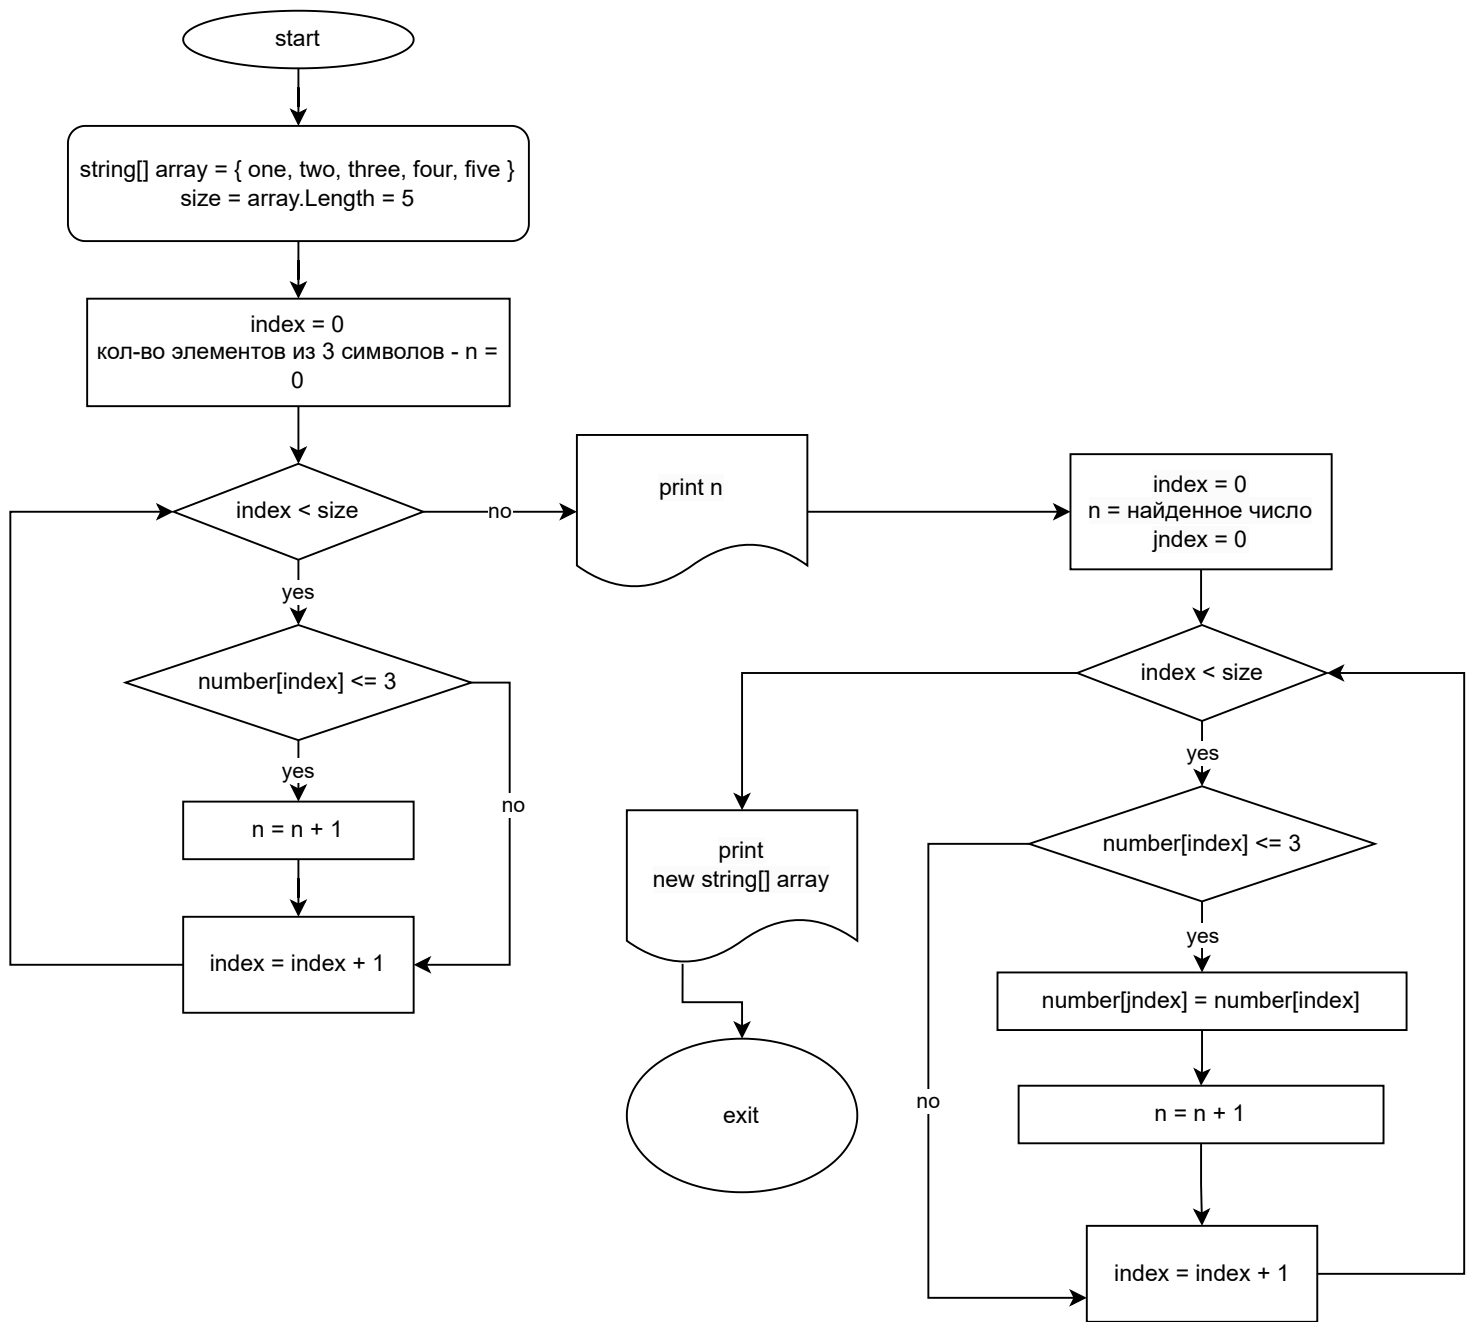 start
string[] array = { one, two, three, four, five }
size = array.Length = 5
index = 0
кол-во элементов из 3 символов - n =
0
index < size
no
yes
number[index] <= 3
yes
no
n = n + 1
index = index + 1
print n
index = 0
n = найденное число
jndex = 0
index < size
yes
number[index] <= 3
yes
no
number[jndex] = number[index]
n = n + 1
index = index + 1
print
new string[] array
exit